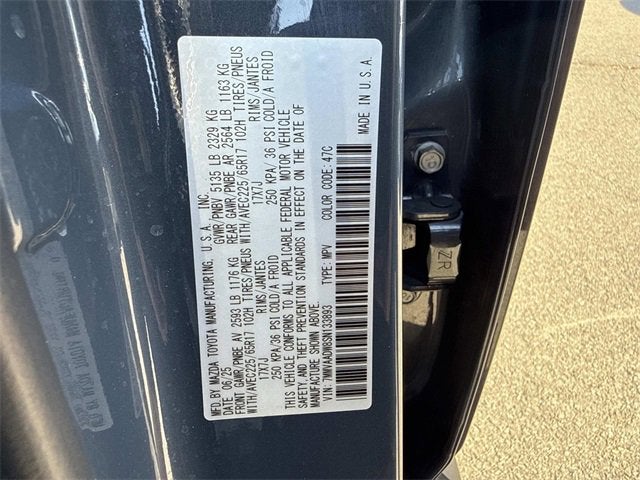 MFD. BY MAZDA TOYOTA MANUFACTURING, U.S.A., INC.
DATE: 06/25 GVWR/PNBV 5135 LB 2329 KG
FRONT GAWR/PNBE AV 2593 LB 1176 KG REAR GAWR/PNBE AR 2564 LB 1163 KG
WITH/AVEC225/65R17 102H TIRES/PNEUS WITH/AVEC225/65R17 102H TIRES/PNEUS
17X7J RIMS/JANTES 17X7J RIMS/JANTES
250 KPA/36 PSI COLD/A FROID 250 KPA/36 PSI COLD/A FROID
THIS VEHICLE CONFORMS TO ALL APPLICABLE FEDERAL MOTOR VEHICLE
SAFETY, AND THEFT PREVENTION STANDARDS IN EFFECT ON THE DATE OF
MANUFACTURE SHOWN ABOVE.
VIN: 7MMVAADW8SN133893 TYPE: MPV COLOR CODE: 47C
MADE IN U.S.A.
ZR